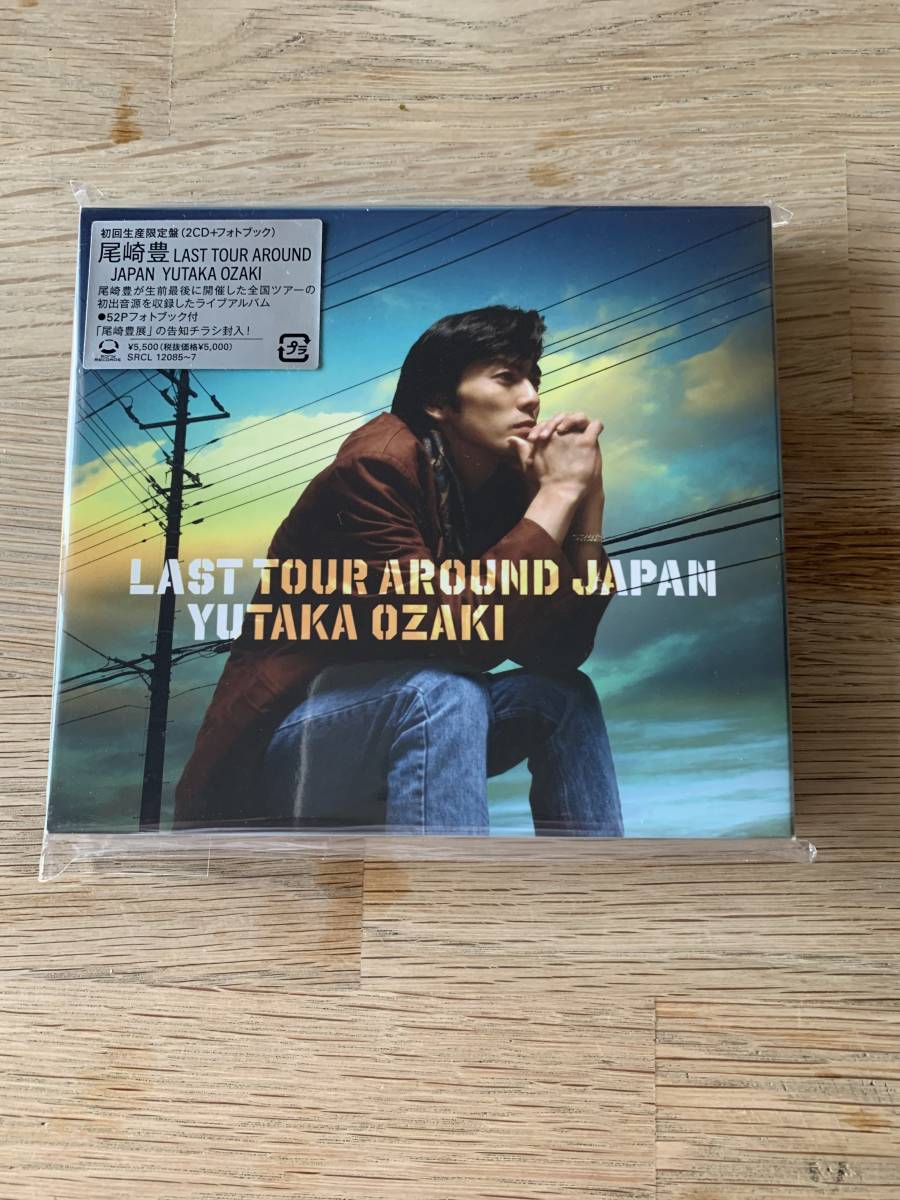 初回生産限定盤(2CD+フォトブック)
尾崎豊 LAST TOUR AROUND
JAPAN YUTAKA OZAKI
尾崎豊が生前最後に開催した全国ツアーの
初出音源を収録したライブアルバム
●52Pフォトブック付
「尾崎豊展」の告知チラシ封入!
¥5,500(税抜価格¥5,000)
SRCL 12085~7
プラ
LAST TOUR AROUND JAPAN
YUTAKA OZAKI